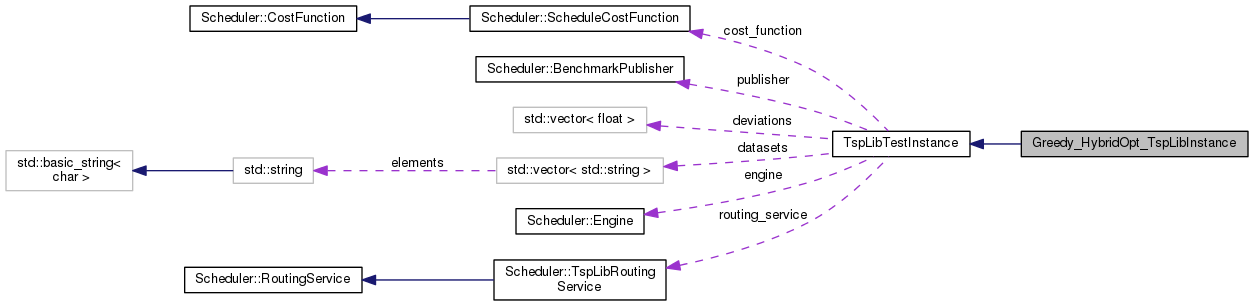 Scheduler::CostFunction
Scheduler::ScheduleCostFunction
cost_function
Scheduler::BenchmarkPublisher
publisher
std::vector< float >
deviations
TspLibTestInstance
Greedy_HybridOpt_TspLibInstance
datasets
std::basic_string<
char >
std::string
elements
std::vector< std::string >
engine
Scheduler::Engine
routing_service
Scheduler::RoutingService
Scheduler::TspLibRouting
Service